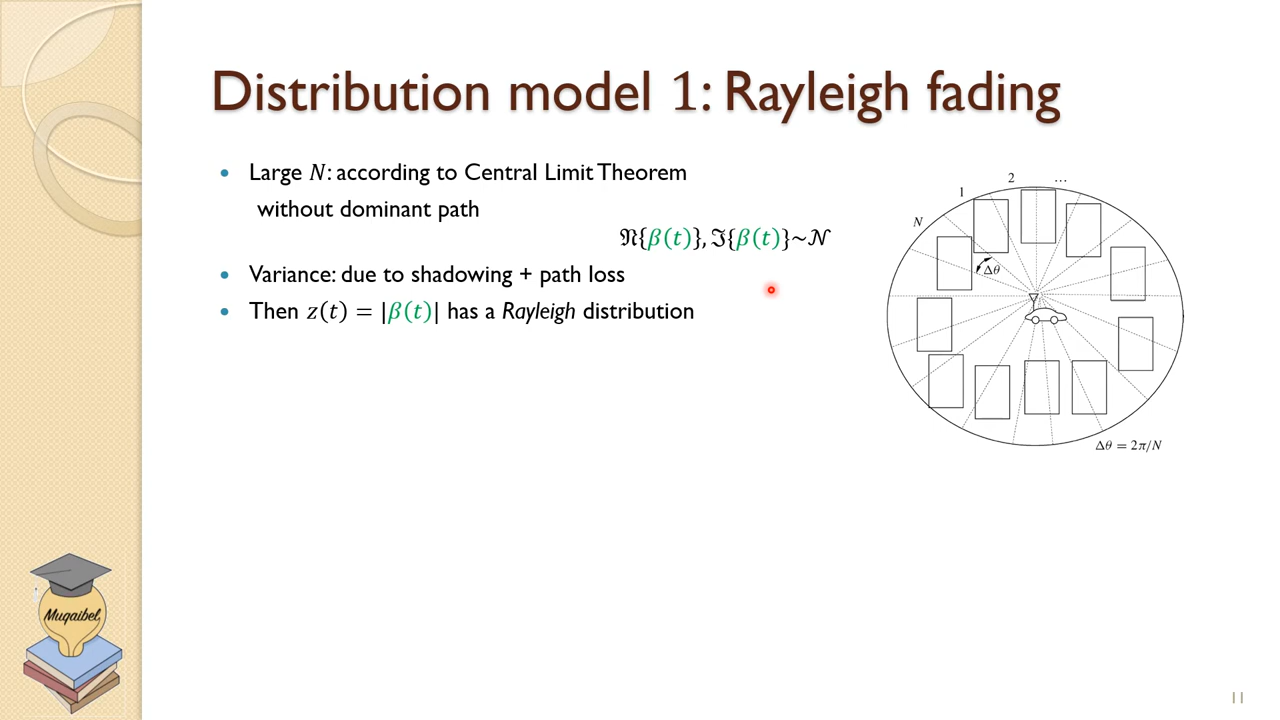 Distribution model 1: Rayleigh fading
Large N: according to Central Limit Theorem
without dominant path
𝔑{β(t)}, ℑ{β(t)}~𝒩
Variance: due to shadowing + path loss
Then z(t) = |β(t)| has a Rayleigh distribution
1
2
...
N
Δθ
Δθ = 2π/N
Muqaibel
11